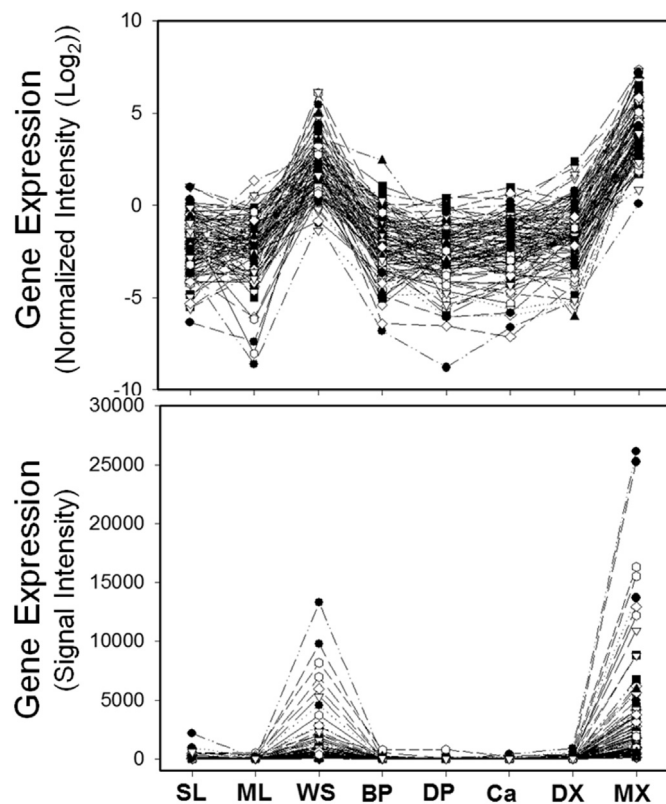 Gene Expression
(Normalized Intensity (Log₂))
10
5
0
-5
-10
Gene Expression
(Signal Intensity)
30000
25000
20000
15000
10000
5000
0
SL ML WS BP DP Ca DX MX